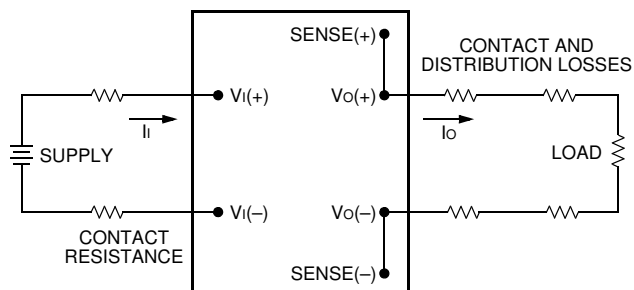 SENSE(+)
CONTACT AND
DISTRIBUTION LOSSES
VI(+)
VO(+)
II
IO
SUPPLY
LOAD
VI(–)
VO(–)
CONTACT
RESISTANCE
SENSE(–)